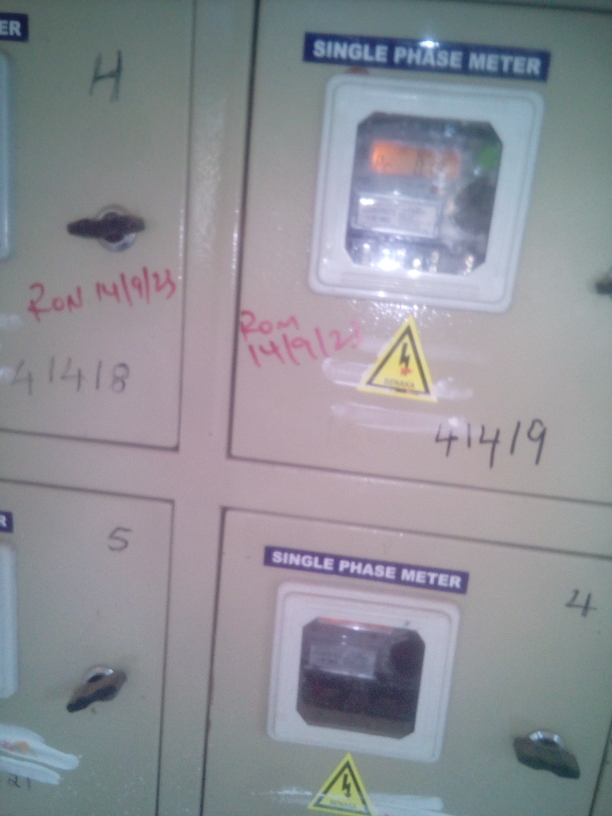 ER
H
SINGLE PHASE METER
RON 14/9/23
ROM
14/9/23
41418
41419
R
5
SINGLE PHASE METER
4
21